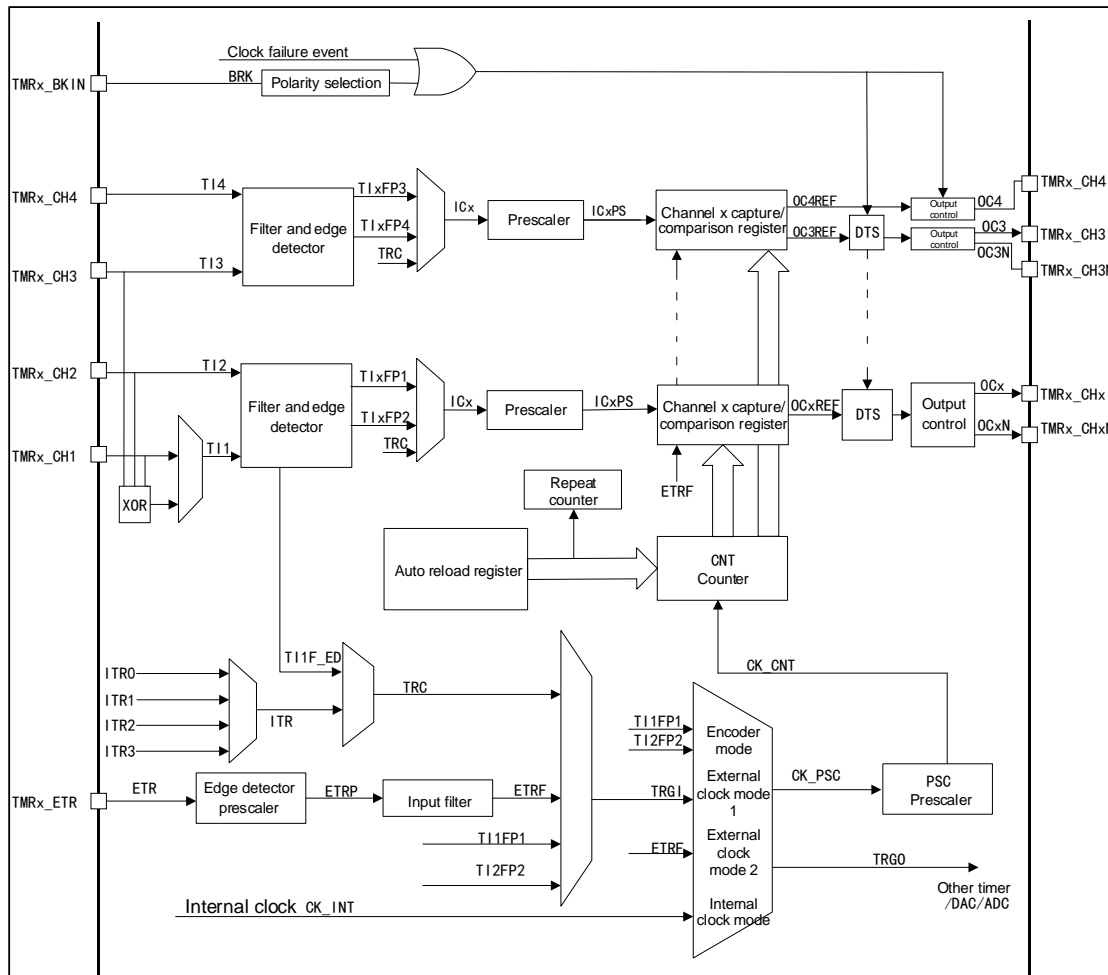 Clock failure event
TMRx_BKIN
BRK
Polarity selection
TMRx_CH4
TI4
TIxFP3
ICx
Prescaler
ICxPS
Channel x capture/
comparison register
OC4REF
Output
control
OC4
TMRx_CH4
Filter and edge
detector
TIxFP4
TRC
OC3REF
DTS
Output
control
OC3
TMRx_CH3
TMRx_CH3
TI3
OC3N
TMRx_CH3N
TMRx_CH2
TI2
TIxFP1
ICx
Prescaler
ICxPS
Channel x capture/
comparison register
OCxREF
DTS
Output
control
OCx
TMRx_CHx
Filter and edge
detector
TIxFP2
TRC
OCxN
TMRx_CHxN
TMRx_CH1
TI1
XOR
ETRF
Repeat
counter
Auto reload register
CNT
Counter
TI1F_ED
CK_CNT
ITR0
ITR1
ITR2
ITR3
ITR
TRC
TI1FP1
TI2FP2
Encoder
mode
TMRx_ETR
ETR
Edge detector
prescaler
ETRP
Input filter
ETRF
TRGI
External
clock mode
1
CK_PSC
PSC
Prescaler
TI1FP1
TI2FP2
ETRF
External
clock
mode 2
TRGO
Other timer
/DAC/ADC
Internal clock CK_INT
Internal
clock mode